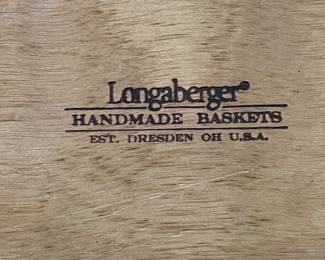 Longaberger®
HANDMADE BASKETS
EST. DRESDEN OH U.S.A.